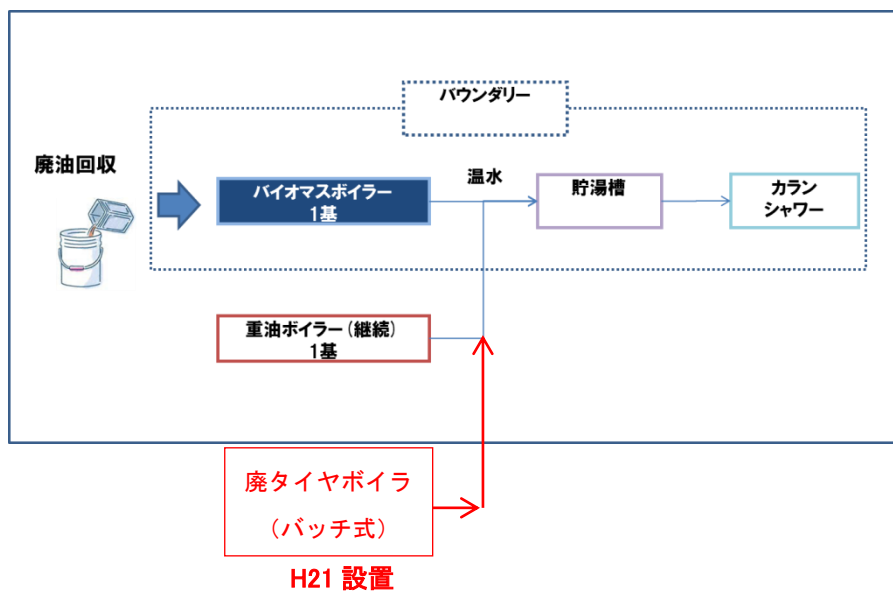 バウンダリー
廃油回収
バイオマスボイラー
1基
温水
貯湯槽
カラン
シャワー
重油ボイラー(継続)
1基
廃タイヤボイラ
(バッチ式)
H21 設置